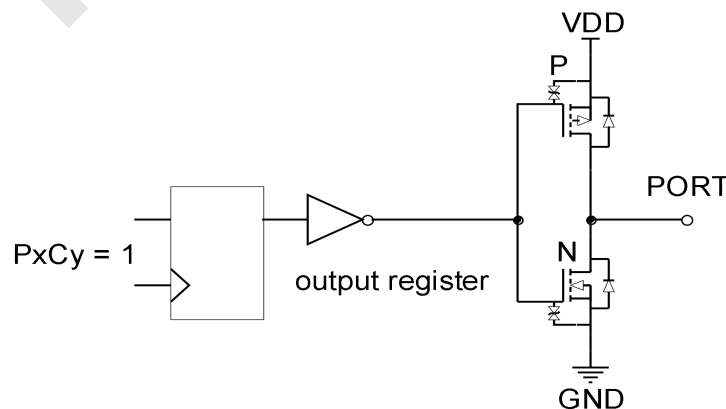 VDD
P
PORT
N
PxCy = 1
output register
GND